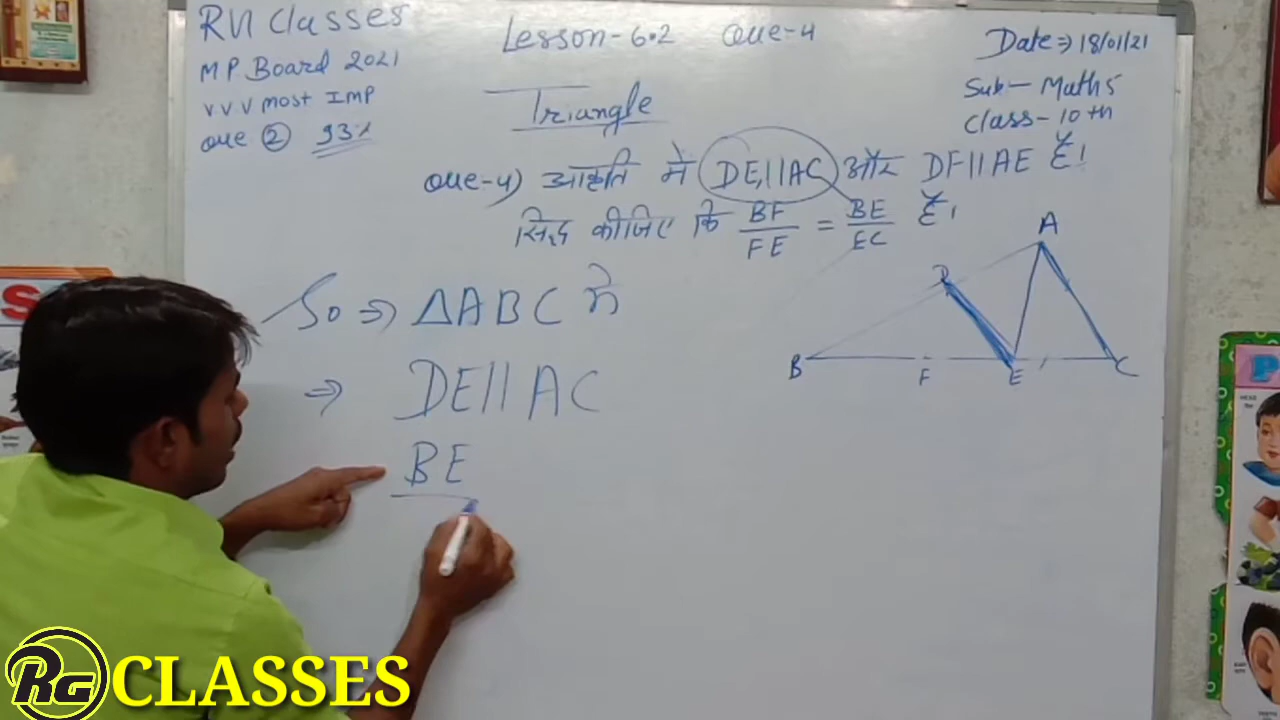 RN Classes
MP Board 2021
V V V most IMP
Que ② 93%
Lesson-6.2 Que-4
Triangle
Date⇒18/01/21
Sub- Maths
Class-10th
Que-4) आकृति में DE||AC और DF||AE है।
सिद्ध कीजिए कि BF/FE = BE/EC है।
So ⇒ ΔABC में
⇒ DE||AC
BE
A
D
B F E C
S
P
RG CLASSES